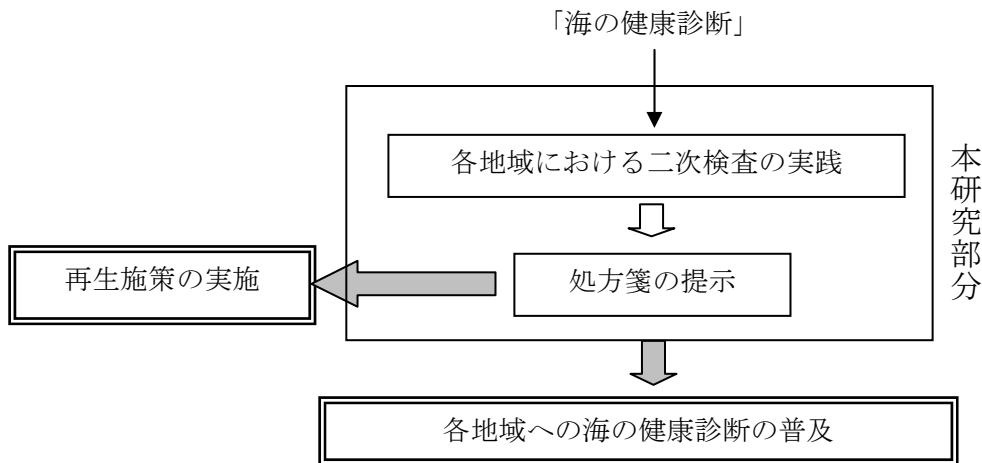 「海の健康診断」
各地域における二次検査の実践
本研究部分
処方箋の提示
再生施策の実施
各地域への海の健康診断の普及